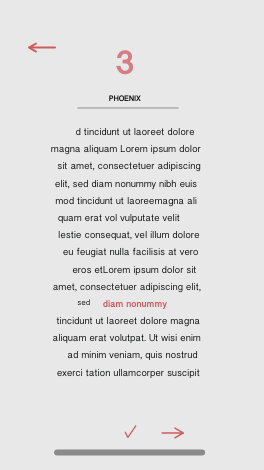 3
PHOENIX
d tincidunt ut laoreet dolore
magna aliquam Lorem ipsum dolor
sit amet, consectetuer adipiscing
elit, sed diam nonummy nibh euis
mod tincidunt ut laoreemagna ali
quam erat vol vulputate velit
lestie consequat, vel illum dolore
eu feugiat nulla facilisis at vero
eros etLorem ipsum dolor sit
amet, consectetuer adipiscing elit,
sed diam nonummy
tincidunt ut laoreet dolore magna
aliquam erat volutpat. Ut wisi enim
ad minim veniam, quis nostrud
exerci tation ullamcorper suscipit